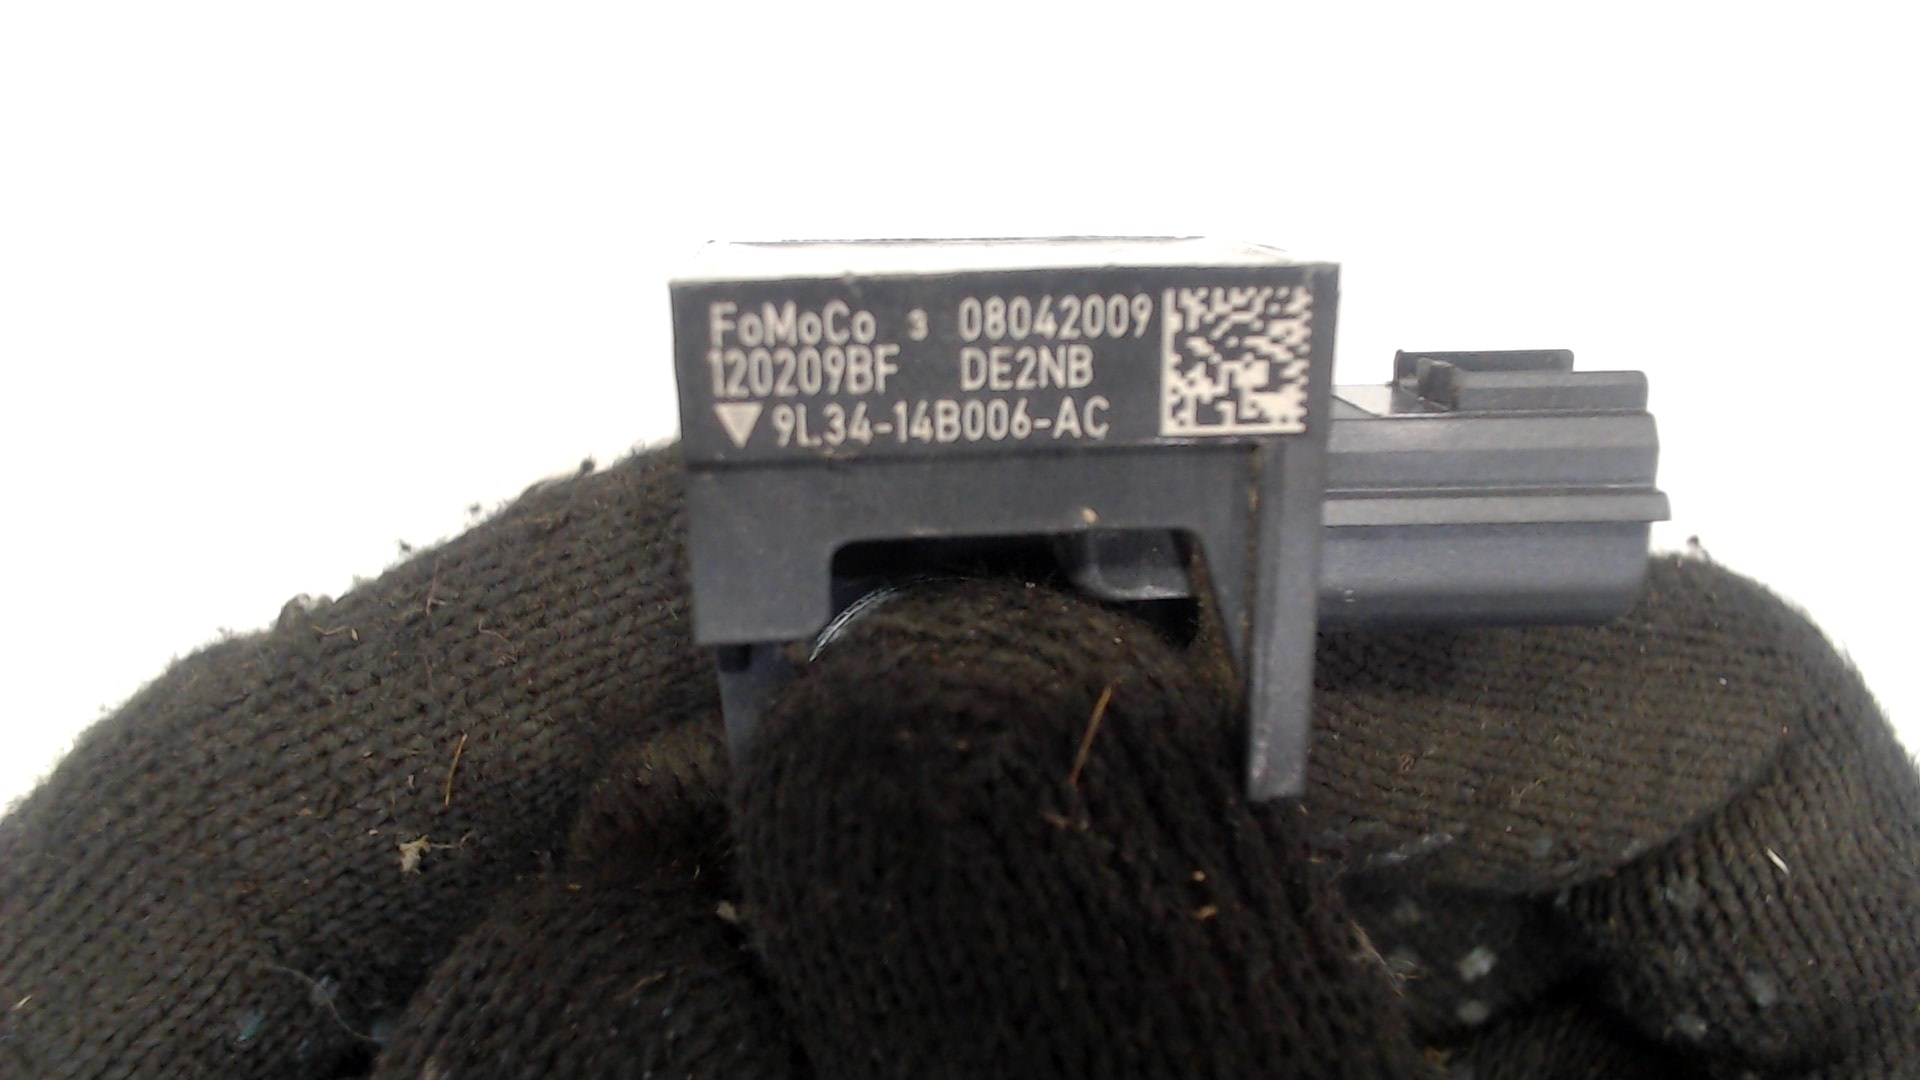 FoMoCo 3 08042009
120209BF DE2NB
9L34-14B006-AC